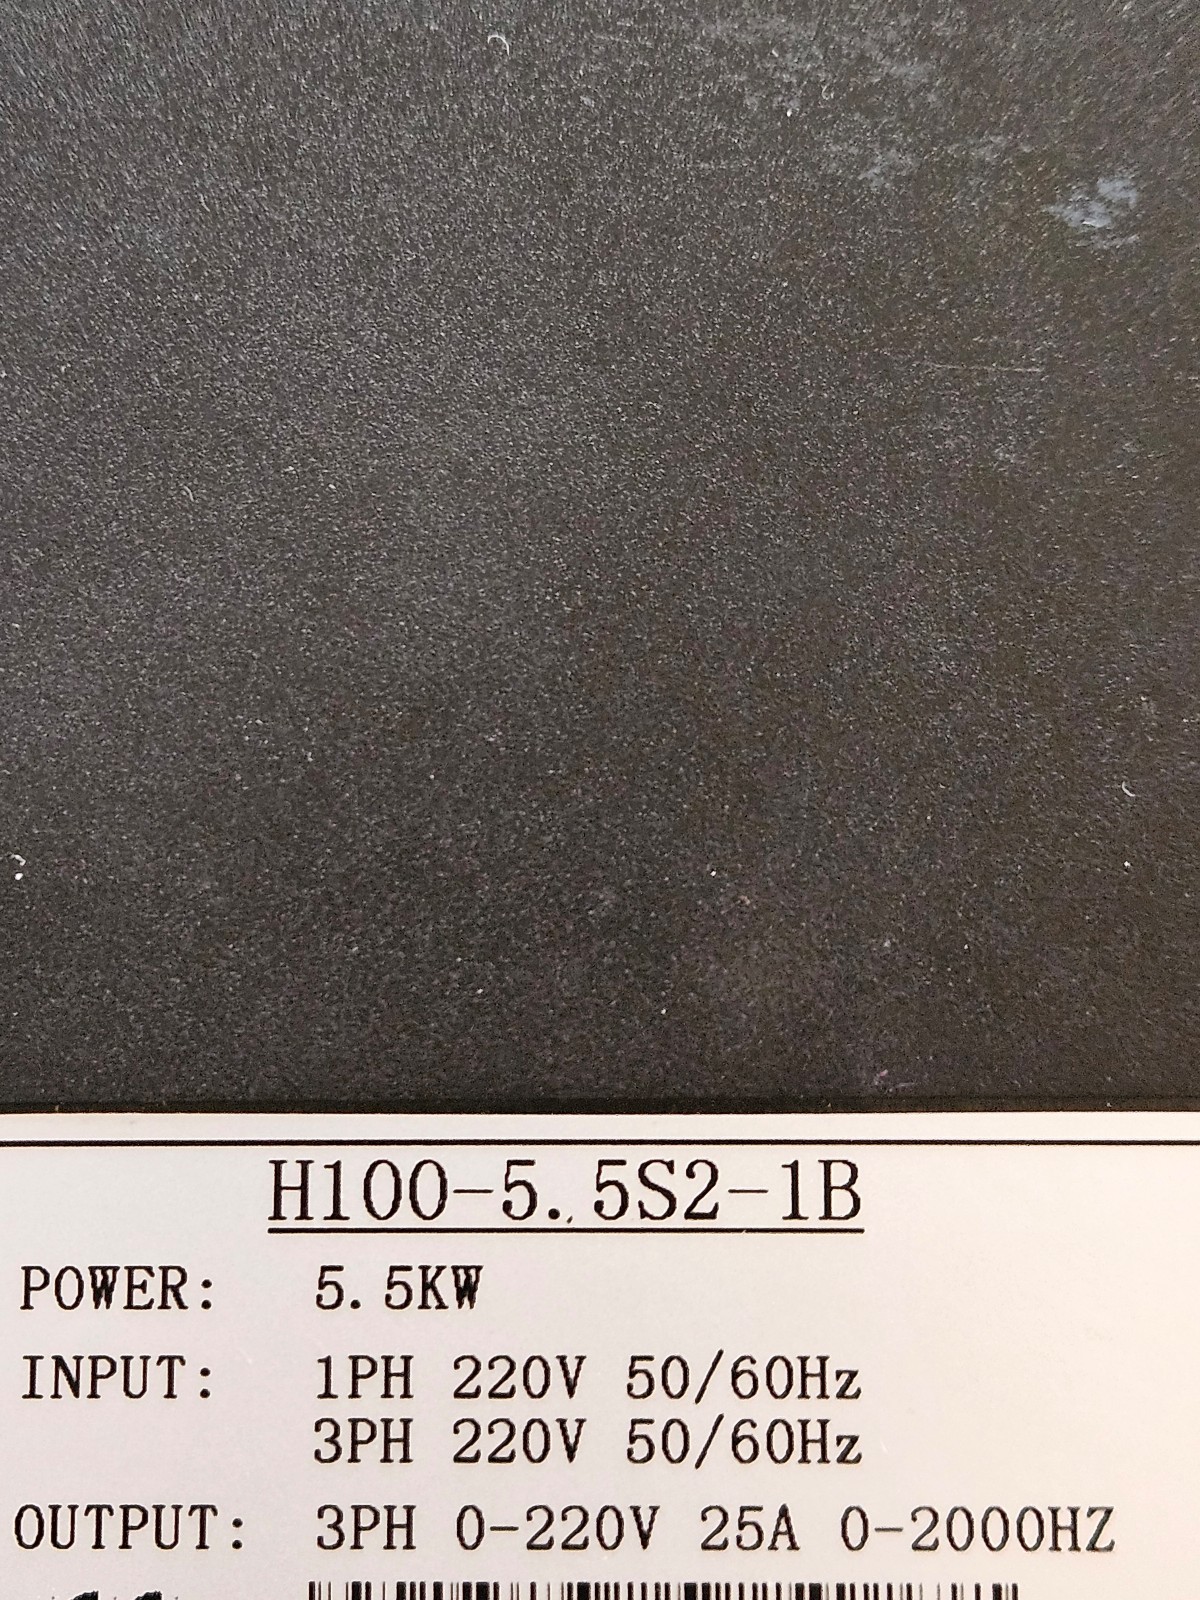 H100-5.5S2-1B
POWER: 5.5KW
INPUT: 1PH 220V 50/60Hz
3PH 220V 50/60Hz
OUTPUT: 3PH 0-220V 25A 0-2000HZ